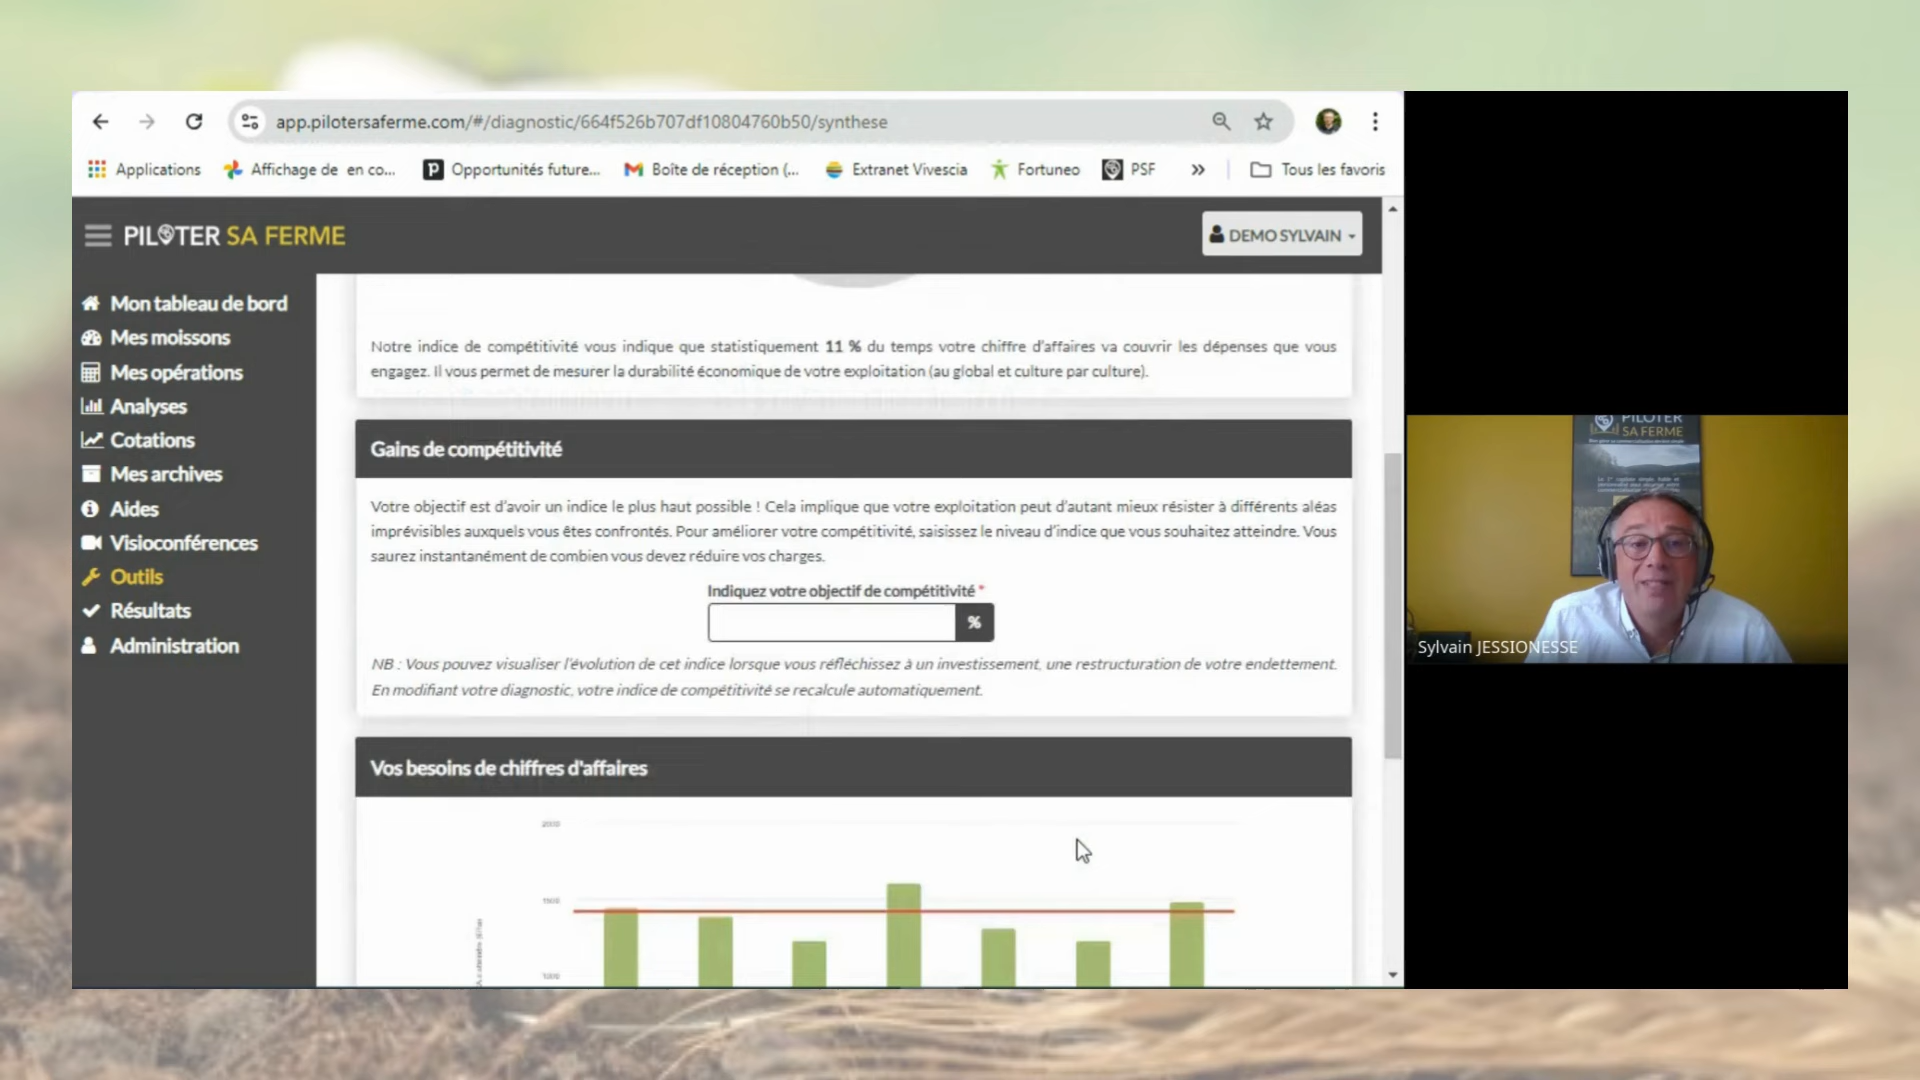 app.pilotersaferme.com/#/diagnostic/664f526b707df10804760b50/synthese
Applications
Affichage de en co...
Opportunités future...
Boîte de réception (...
Extranet Vivescia
Fortuneo
PSF
Tous les favoris
PILOTER SA FERME
DEMO SYLVAIN
Mon tableau de bord
Mes moissons
Mes opérations
Analyses
Cotations
Mes archives
Aides
Visioconférences
Outils
Résultats
Administration
Notre indice de compétitivité vous indique que statistiquement 11 % du temps votre chiffre d'affaires va couvrir les dépenses que vous
engagez. Il vous permet de mesurer la durabilité économique de votre exploitation (au global et culture par culture).
Gains de compétitivité
Votre objectif est d'avoir un indice le plus haut possible ! Cela implique que votre exploitation peut d'autant mieux résister à différents aléas
imprévisibles auxquels vous êtes confrontés. Pour améliorer votre compétitivité, saisissez le niveau d'indice que vous souhaitez atteindre. Vous
saurez instantanément de combien vous devez réduire vos charges.
Indiquez votre objectif de compétitivité *
%
NB : Vous pouvez visualiser l'évolution de cet indice lorsque vous réfléchissez à un investissement, une restructuration de votre endettement.
En modifiant votre diagnostic, votre indice de compétitivité se recalcule automatiquement.
Vos besoins de chiffres d'affaires
2000
1500
1000
PILOTER
SA FERME
Sylvain JESSIONESSE